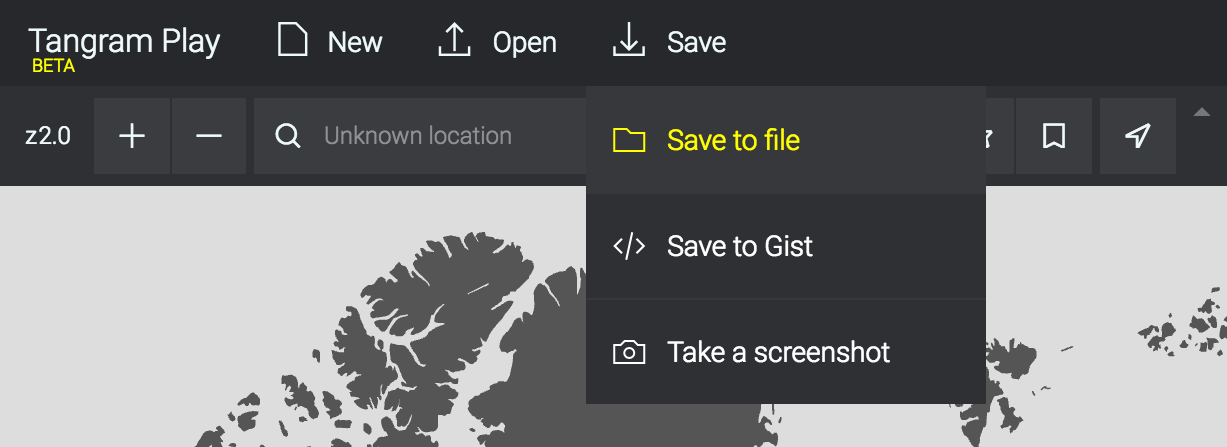 Tangram Play
BETA
New
Open
Save
z2.0
Unknown location
Save to file
Save to Gist
Take a screenshot